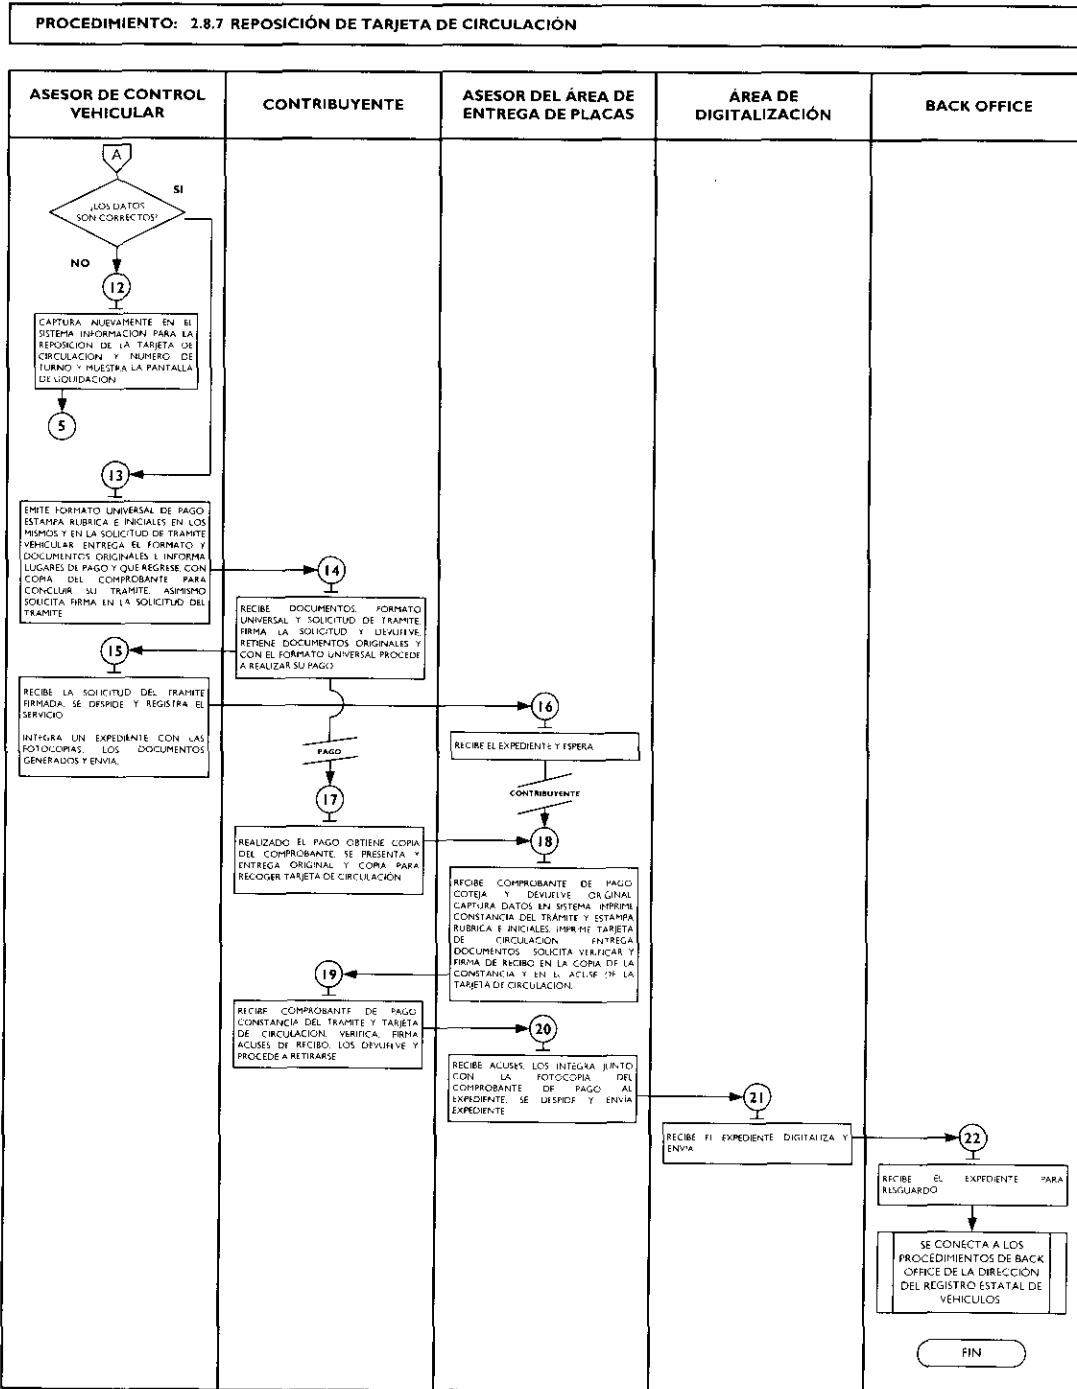 PROCEDIMIENTO: 2.8.7 REPOSICIÓN DE TARJETA DE CIRCULACIÓN
ASESOR DE CONTROL
VEHICULAR
CONTRIBUYENTE
ASESOR DEL ÁREA DE
ENTREGA DE PLACAS
ÁREA DE
DIGITALIZACIÓN
BACK OFFICE
A
¿LOS DATOS
SON CORRECTOS?
SI
NO
12
CAPTURA NUEVAMENTE EN EL
SISTEMA INFORMACION PARA LA
REPOSICION DE LA TARJETA DE
CIRCULACION Y NUMERO DE
TURNO Y MUESTRA LA PANTALLA
DE LIQUIDACION
5
13
EMITE FORMATO UNIVERSAL DE PAGO
ESTAMPA RUBRICA E INICIALES EN LOS
MISMOS Y EN LA SOLICITUD DE TRAMITE
VEHICULAR ENTREGA EL FORMATO Y
DOCUMENTOS ORIGINALES E INFORMA
LUGARES DE PAGO Y QUE REGRESE, CON
COPIA DEL COMPROBANTE PARA
CONCLUIR SU TRAMITE, ASIMISMO
SOLICITA FIRMA EN LA SOLICITUD DEL
TRAMITE
14
RECIBE DOCUMENTOS, FORMATO
UNIVERSAL Y SOLICITUD DE TRAMITE,
FIRMA LA SOLICITUD Y DEVUELVE,
RETIENE DOCUMENTOS ORIGINALES Y
CON EL FORMATO UNIVERSAL PROCEDE
A REALIZAR SU PAGO
15
RECIBE LA SOLICITUD DEL TRAMITE
FIRMADA, SE DESPIDE Y REGISTRA EL
SERVICIO
INTEGRA UN EXPEDIENTE CON LAS
FOTOCOPIAS, LOS DOCUMENTOS
GENERADOS Y ENVIA.
16
RECIBE EL EXPEDIENTE Y ESPERA
PAGO
CONTRIBUYENTE
17
REALIZADO EL PAGO OBTIENE COPIA
DEL COMPROBANTE, SE PRESENTA Y
ENTREGA ORIGINAL Y COPIA PARA
RECOGER TARJETA DE CIRCULACIÓN
18
RECIBE COMPROBANTE DE PAGO
COTEJA Y DEVUELVE ORIGINAL
CAPTURA DATOS EN SISTEMA IMPRIME
CONSTANCIA DEL TRÁMITE Y ESTAMPA
RUBRICA E INICIALES, IMPRIME TARJETA
DE CIRCULACION ENTREGA
DOCUMENTOS SOLICITA VERIFICAR Y
FIRMA DE RECIBO EN LA COPIA DE LA
CONSTANCIA Y EN EL ACUSE DE LA
TARJETA DE CIRCULACION.
19
RECIBE COMPROBANTE DE PAGO
CONSTANCIA DEL TRAMITE Y TARJETA
DE CIRCULACION, VERIFICA, FIRMA
ACUSES DE RECIBO, LOS DEVUELVE Y
PROCEDE A RETIRARSE
20
RECIBE ACUSES, LOS INTEGRA JUNTO
CON LA FOTOCOPIA DEL
COMPROBANTE DE PAGO AL
EXPEDIENTE, SE DESPIDE Y ENVÍA
EXPEDIENTE
21
RECIBE EL EXPEDIENTE DIGITALIZA Y
ENVIA
22
RECIBE EL EXPEDIENTE PARA
RESGUARDO
SE CONECTA A LOS
PROCEDIMIENTOS DE BACK
OFFICE DE LA DIRECCIÓN
DEL REGISTRO ESTATAL DE
VEHICULOS
FIN